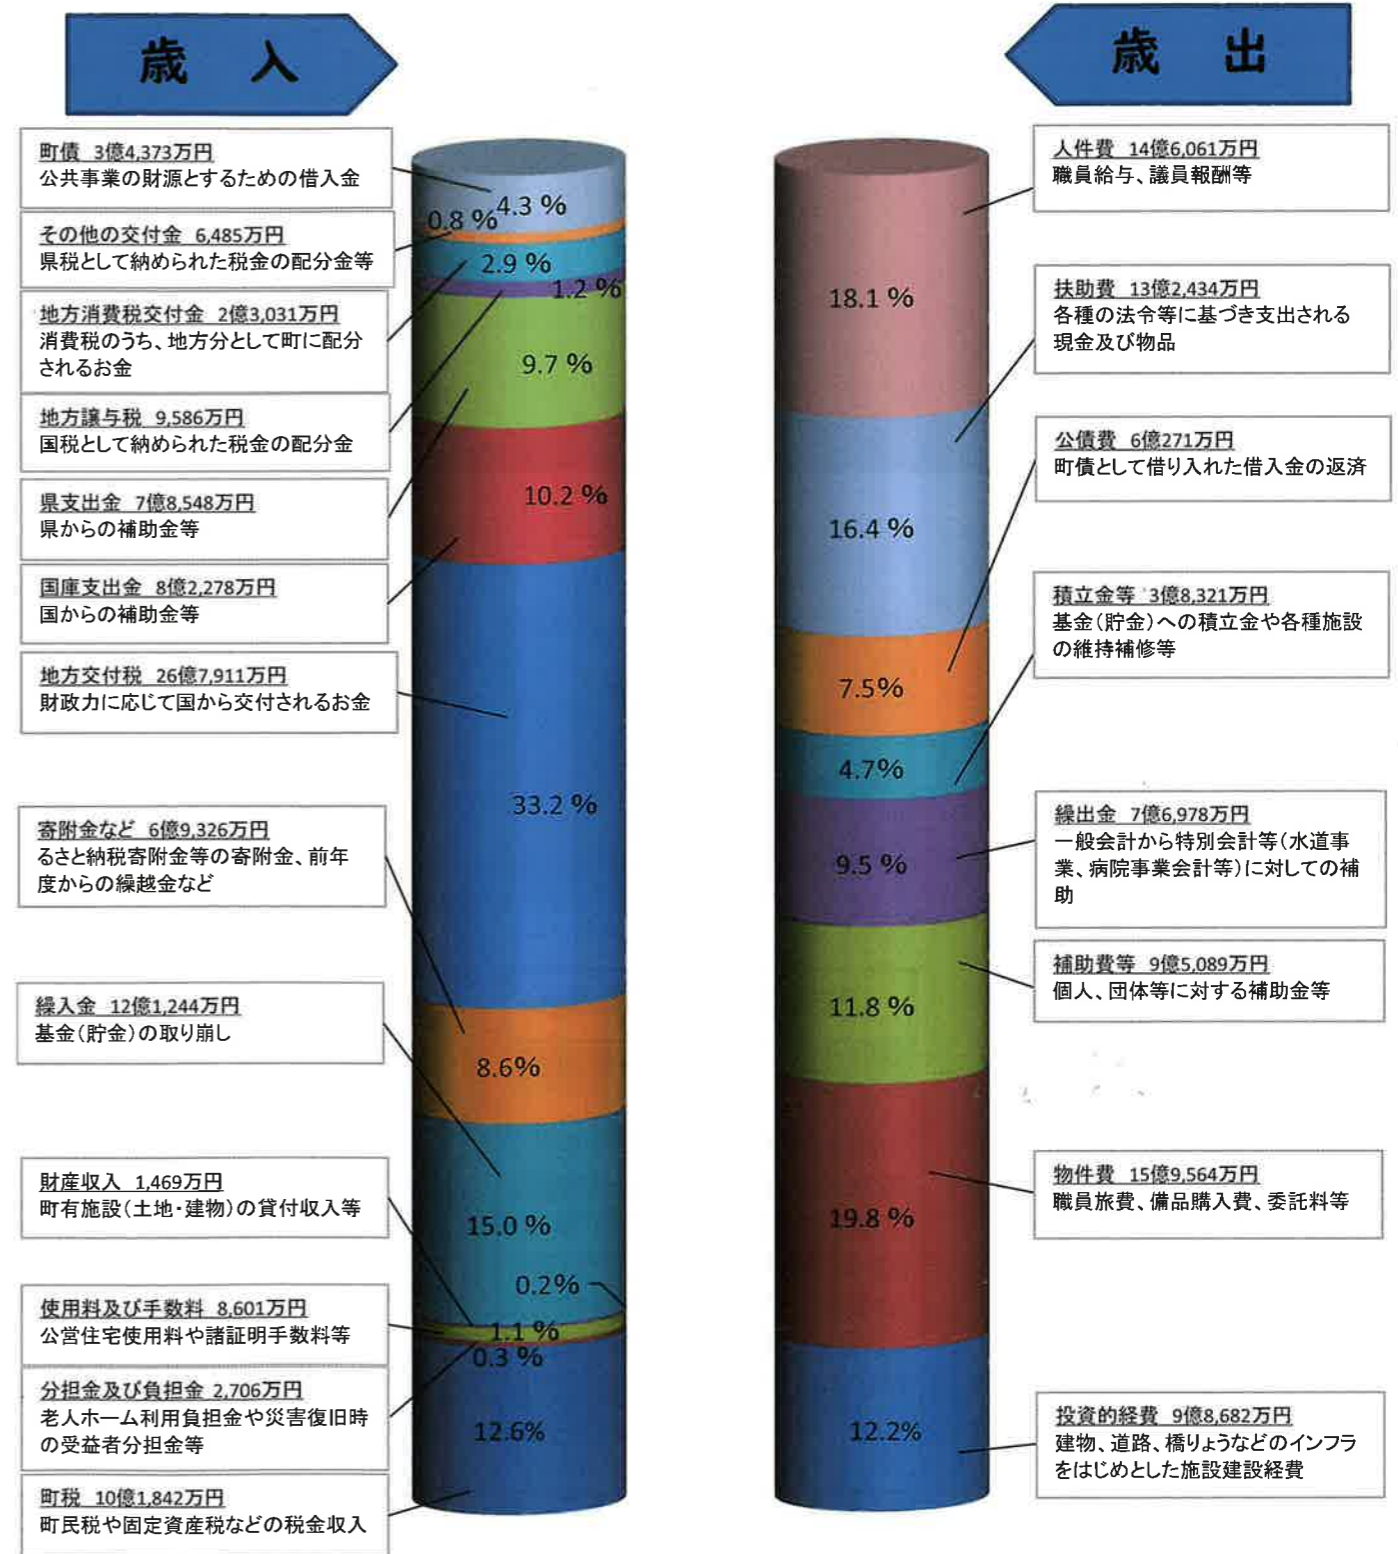 歳 入
町債 3億4,373万円
公共事業の財源とするための借入金
その他の交付金 6,485万円
県税として納められた税金の配分金等
地方消費税交付金 2億3,031万円
消費税のうち、地方分として町に配分
されるお金
地方譲与税 9,586万円
国税として納められた税金の配分金
県支出金 7億8,548万円
県からの補助金等
国庫支出金 8億2,278万円
国からの補助金等
地方交付税 26億7,911万円
財政力に応じて国から交付されるお金
寄附金など 6億9,326万円
るさと納税寄附金等の寄附金、前年
度からの繰越金など
繰入金 12億1,244万円
基金(貯金)の取り崩し
財産収入 1,469万円
町有施設(土地・建物)の貸付収入等
使用料及び手数料 8,601万円
公営住宅使用料や諸証明手数料等
分担金及び負担金 2,706万円
老人ホーム利用負担金や災害復旧時
の受益者分担金等
町税 10億1,842万円
町民税や固定資産税などの税金収入
4.3 %
0.8 %
2.9 %
1.2 %
9.7 %
10.2 %
33.2 %
8.6%
15.0 %
0.2%
1.1 %
0.3 %
12.6%
歳 出
18.1 %
16.4 %
7.5%
4.7%
9.5 %
11.8 %
19.8 %
12.2%
人件費 14億6,061万円
職員給与、議員報酬等
扶助費 13億2,434万円
各種の法令等に基づき支出される
現金及び物品
公債費 6億271万円
町債として借り入れた借入金の返済
積立金等 3億8,321万円
基金(貯金)への積立金や各種施設
の維持補修等
繰出金 7億6,978万円
一般会計から特別会計等(水道事
業、病院事業会計等)に対しての補
助
補助費等 9億5,089万円
個人、団体等に対する補助金等
物件費 15億9,564万円
職員旅費、備品購入費、委託料等
投資的経費 9億8,682万円
建物、道路、橋りょうなどのインフラ
をはじめとした施設建設経費